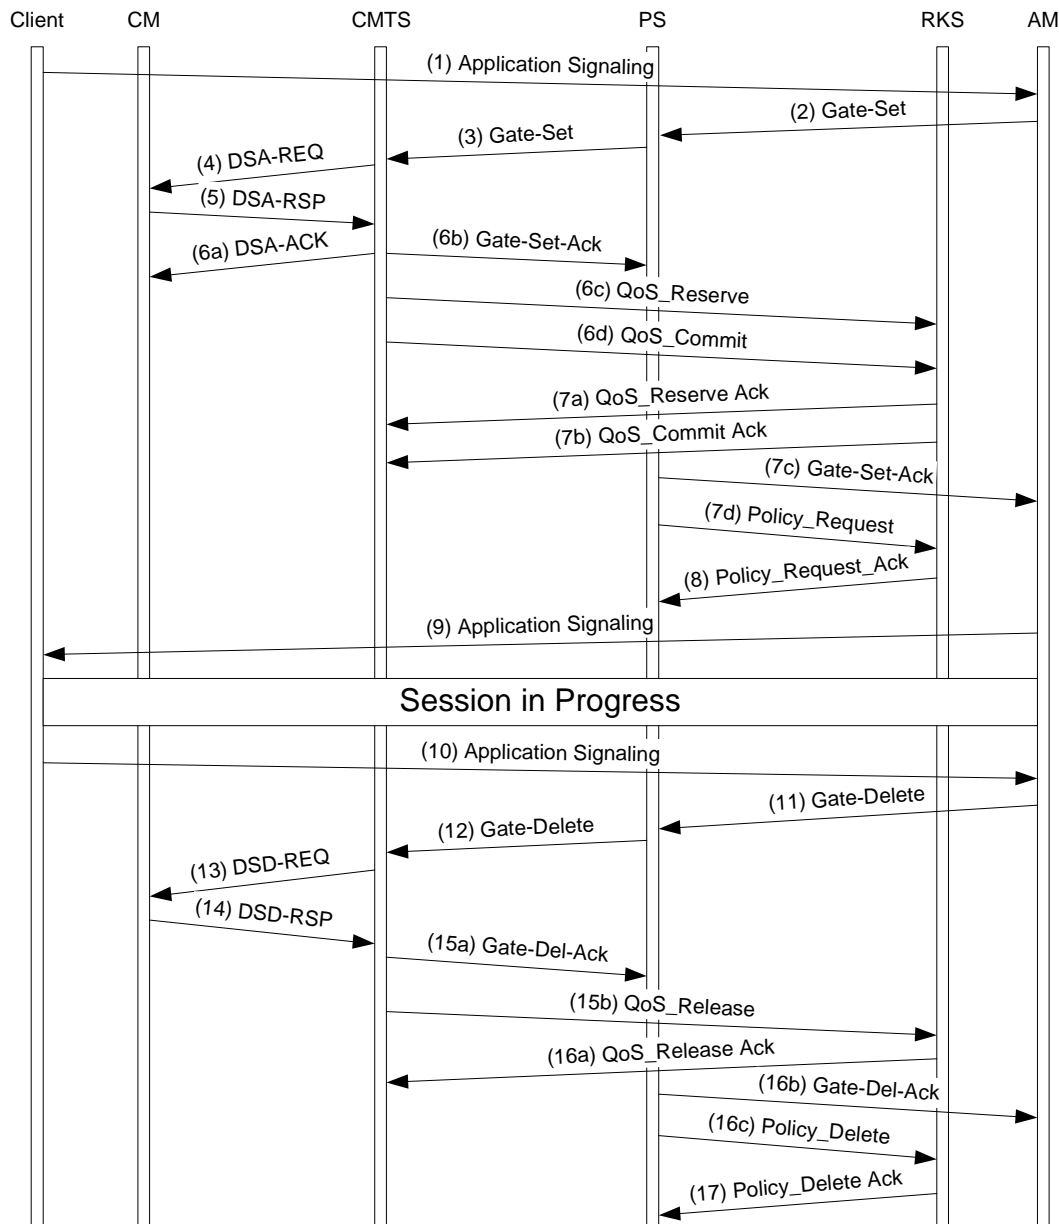 Client CM CMTS PS RKS AM
(1) Application Signaling
(2) Gate-Set
(3) Gate-Set
(4) DSA-REQ
(5) DSA-RSP
(6a) DSA-ACK
(6b) Gate-Set-Ack
(6c) QoS_Reserve
(6d) QoS_Commit
(7a) QoS_Reserve Ack
(7b) QoS_Commit Ack
(7c) Gate-Set-Ack
(7d) Policy_Request
(8) Policy_Request_Ack
(9) Application Signaling
Session in Progress
(10) Application Signaling
(11) Gate-Delete
(12) Gate-Delete
(13) DSD-REQ
(14) DSD-RSP
(15a) Gate-Del-Ack
(15b) QoS_Release
(16a) QoS_Release Ack
(16b) Gate-Del-Ack
(16c) Policy_Delete
(17) Policy_Delete Ack